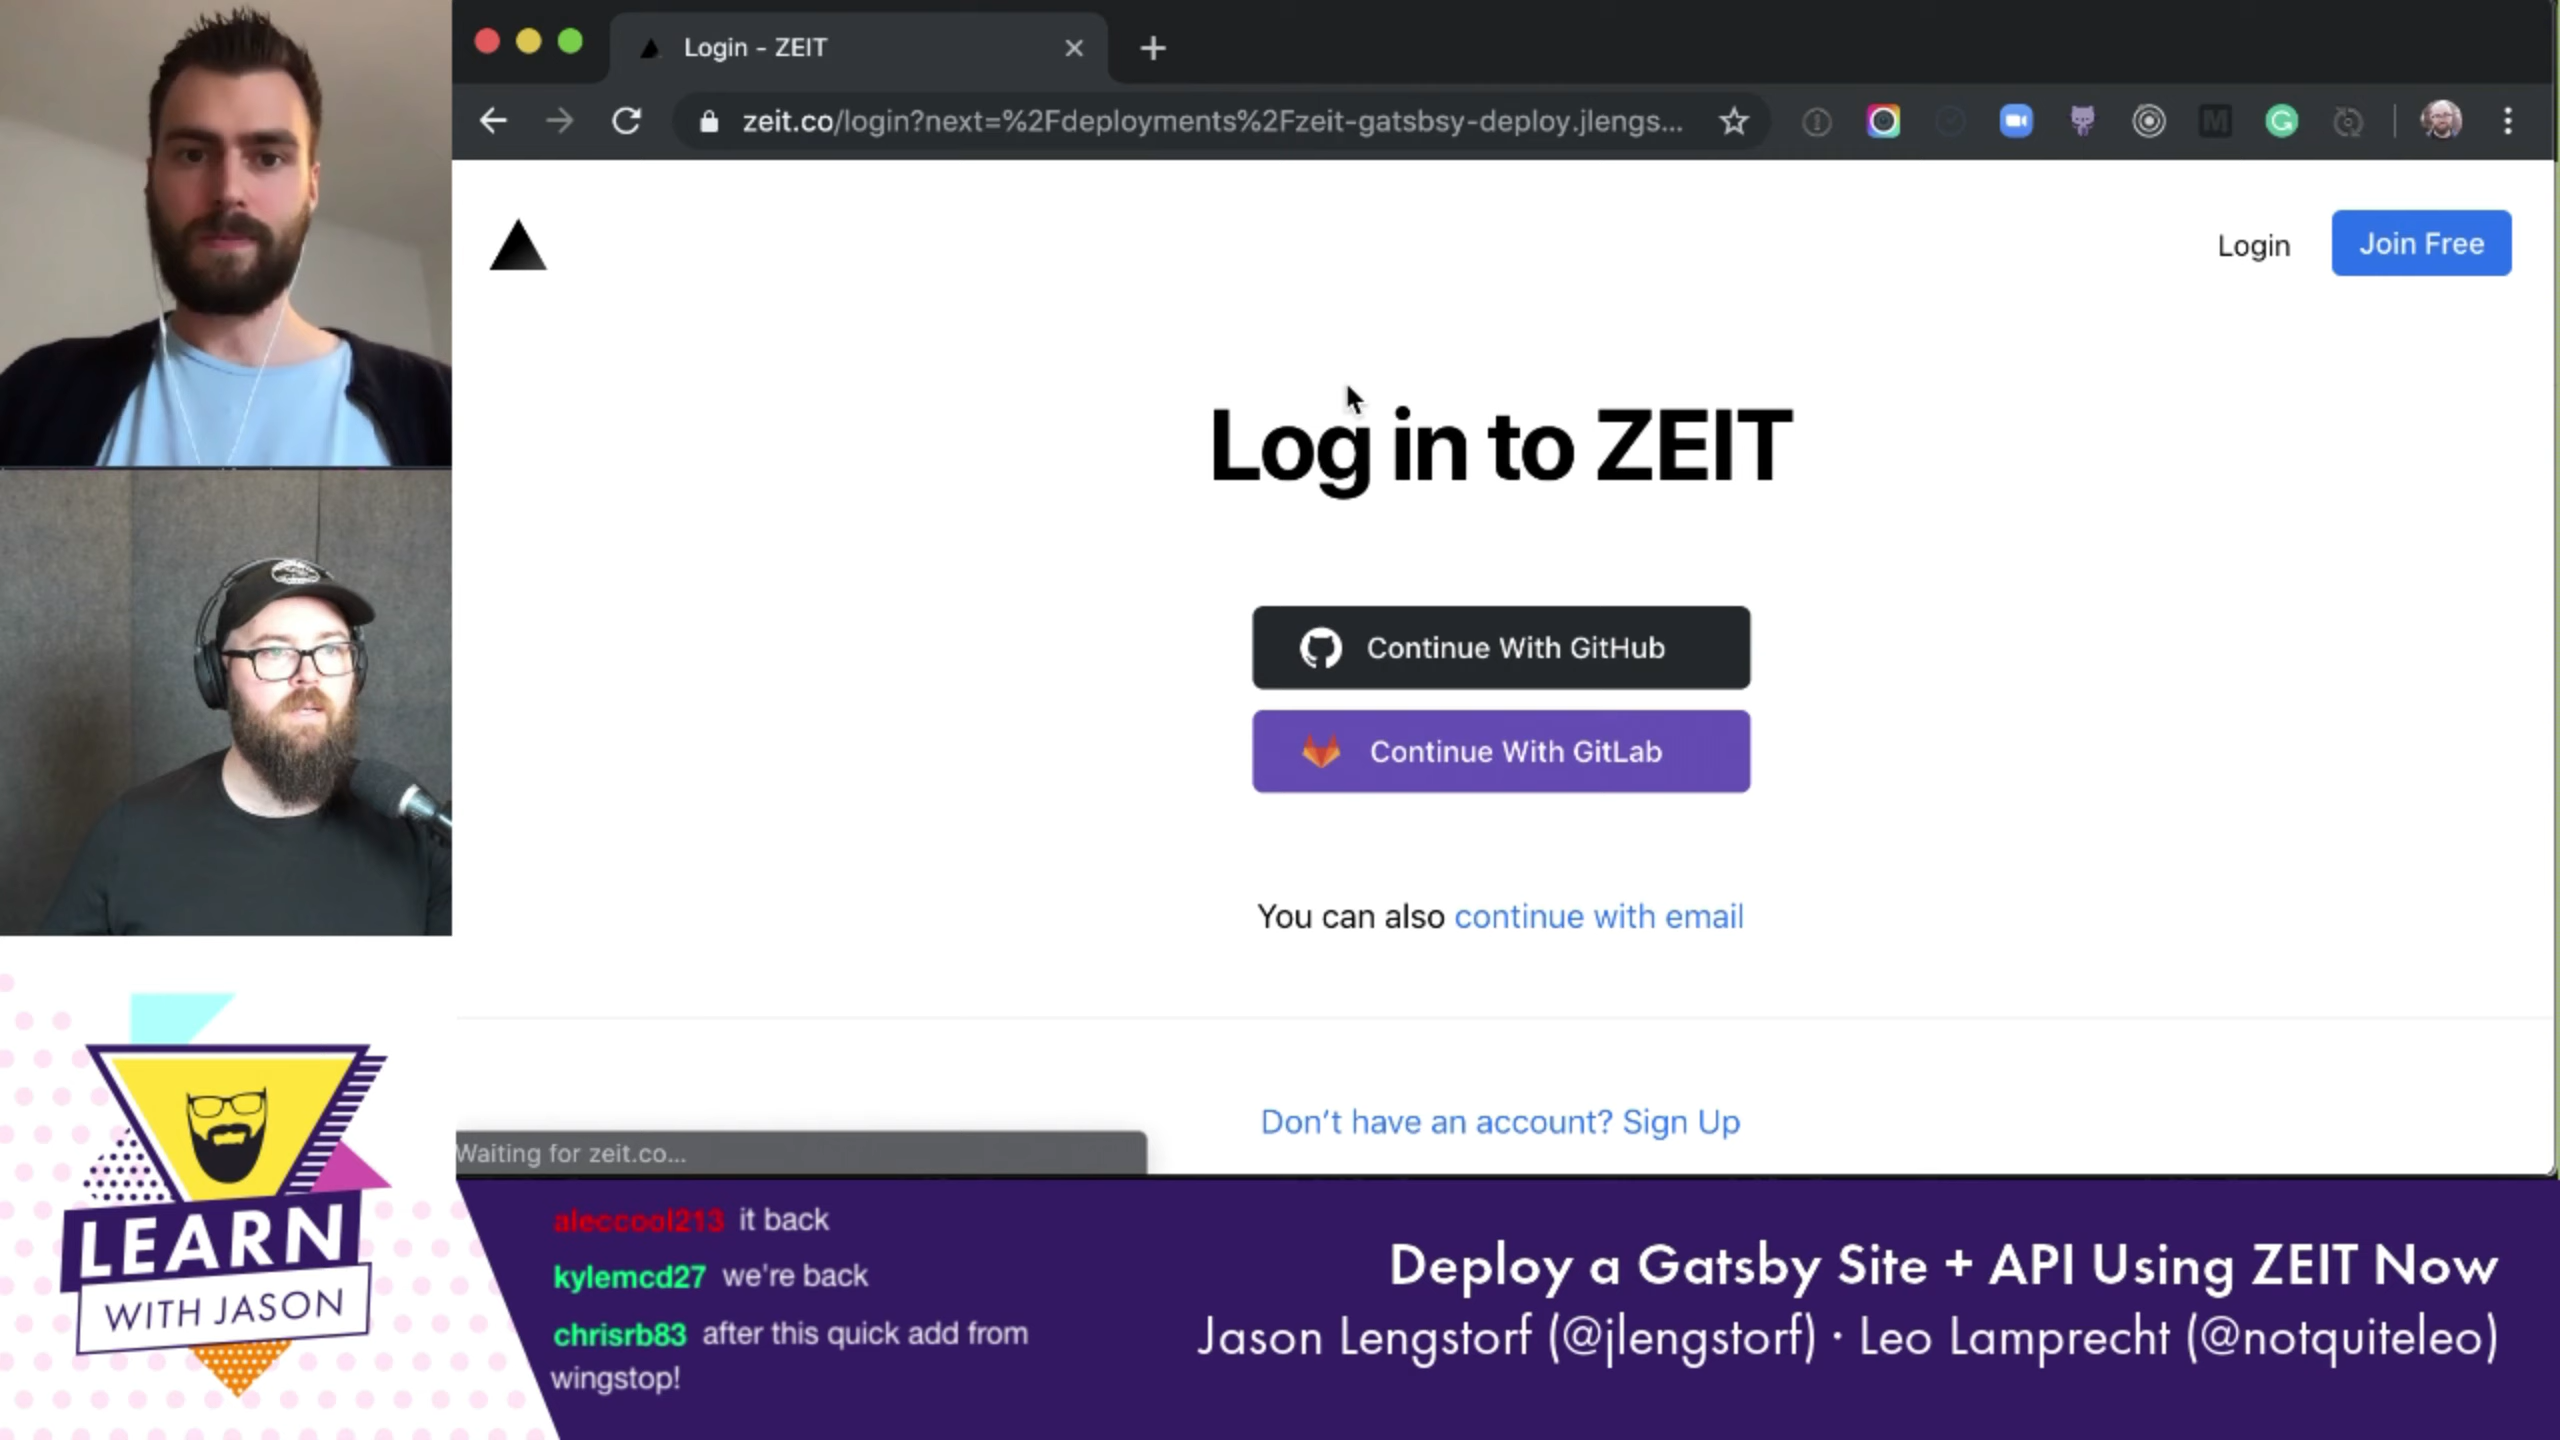 Login - ZEIT
zeit.co/login?next=%2Fdeployments%2Fzeit-gatsbsy-deploy.jlengs...
Login
Join Free
Log in to ZEIT
Continue With GitHub
Continue With GitLab
You can also continue with email
Don't have an account? Sign Up
Waiting for zeit.co...
LEARN
WITH JASON
aleccool213 it back
kylemcd27 we're back
chrisrb83 after this quick add from
wingstop!
Deploy a Gatsby Site + API Using ZEIT Now
Jason Lengstorf (@jlengstorf) · Leo Lamprecht (@notquiteleo)